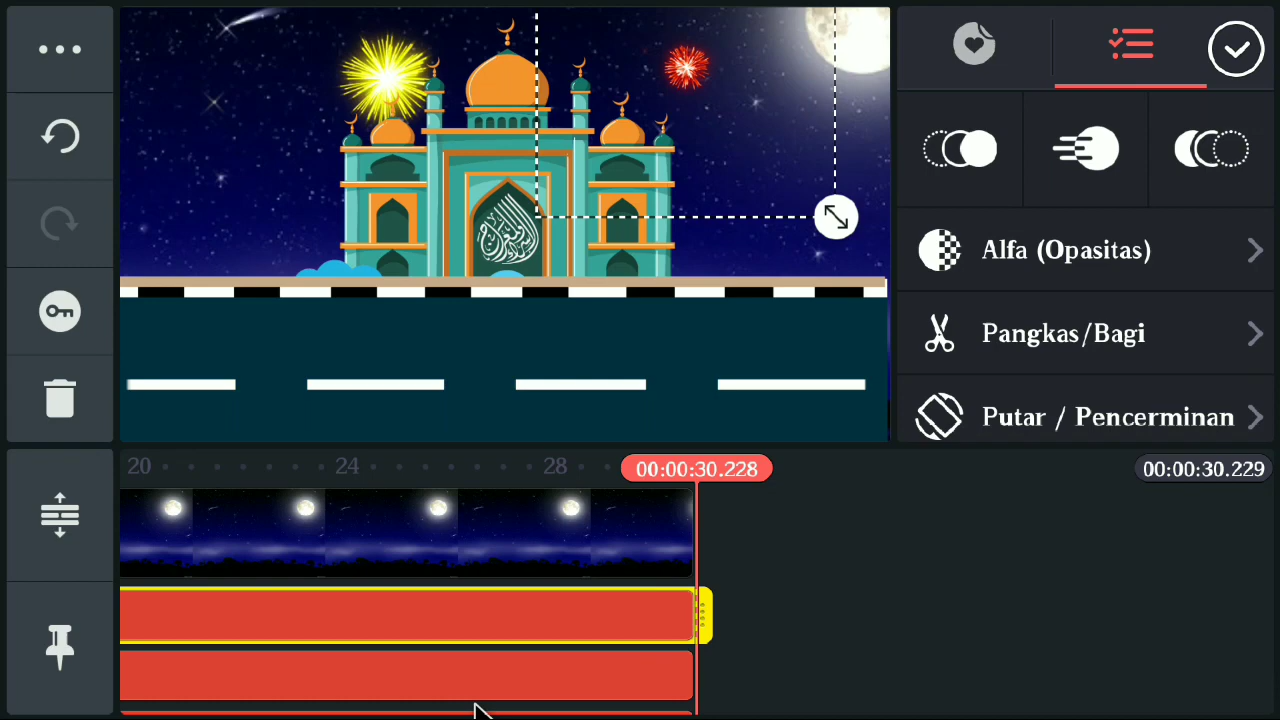 Alfa (Opasitas)
Pangkas/Bagi
Putar / Pencerminan
20
24
28
00:00:30.228
00:00:30.229